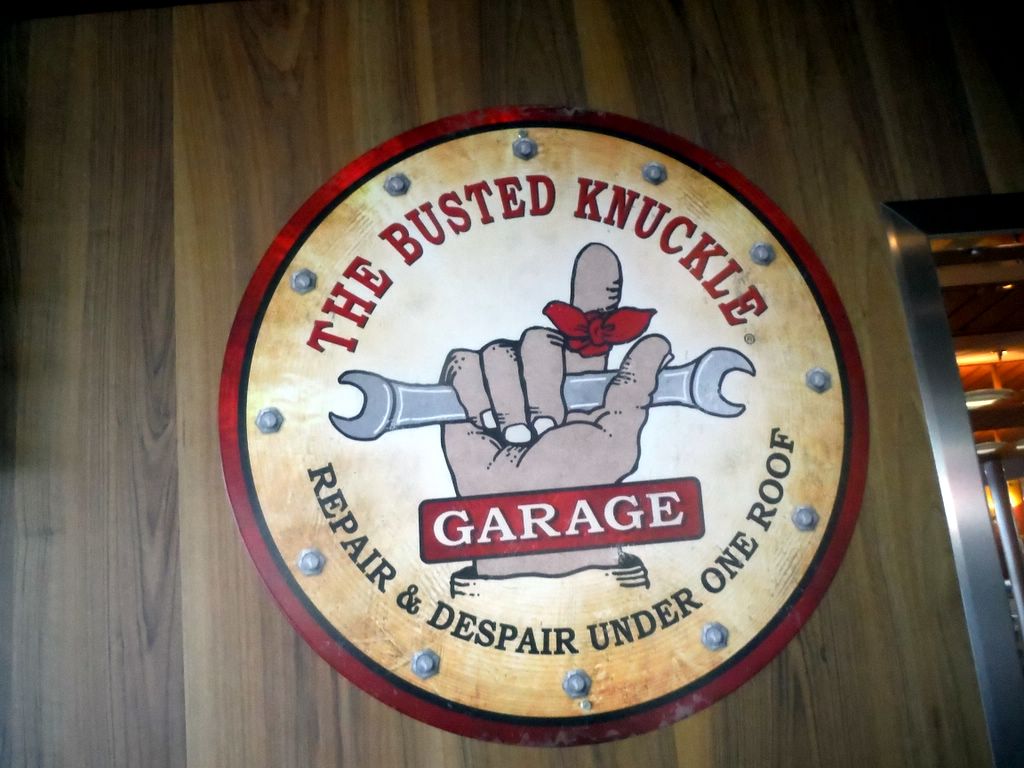 THE BUSTED KNUCKLE®
GARAGE
REPAIR & DESPAIR UNDER ONE ROOF